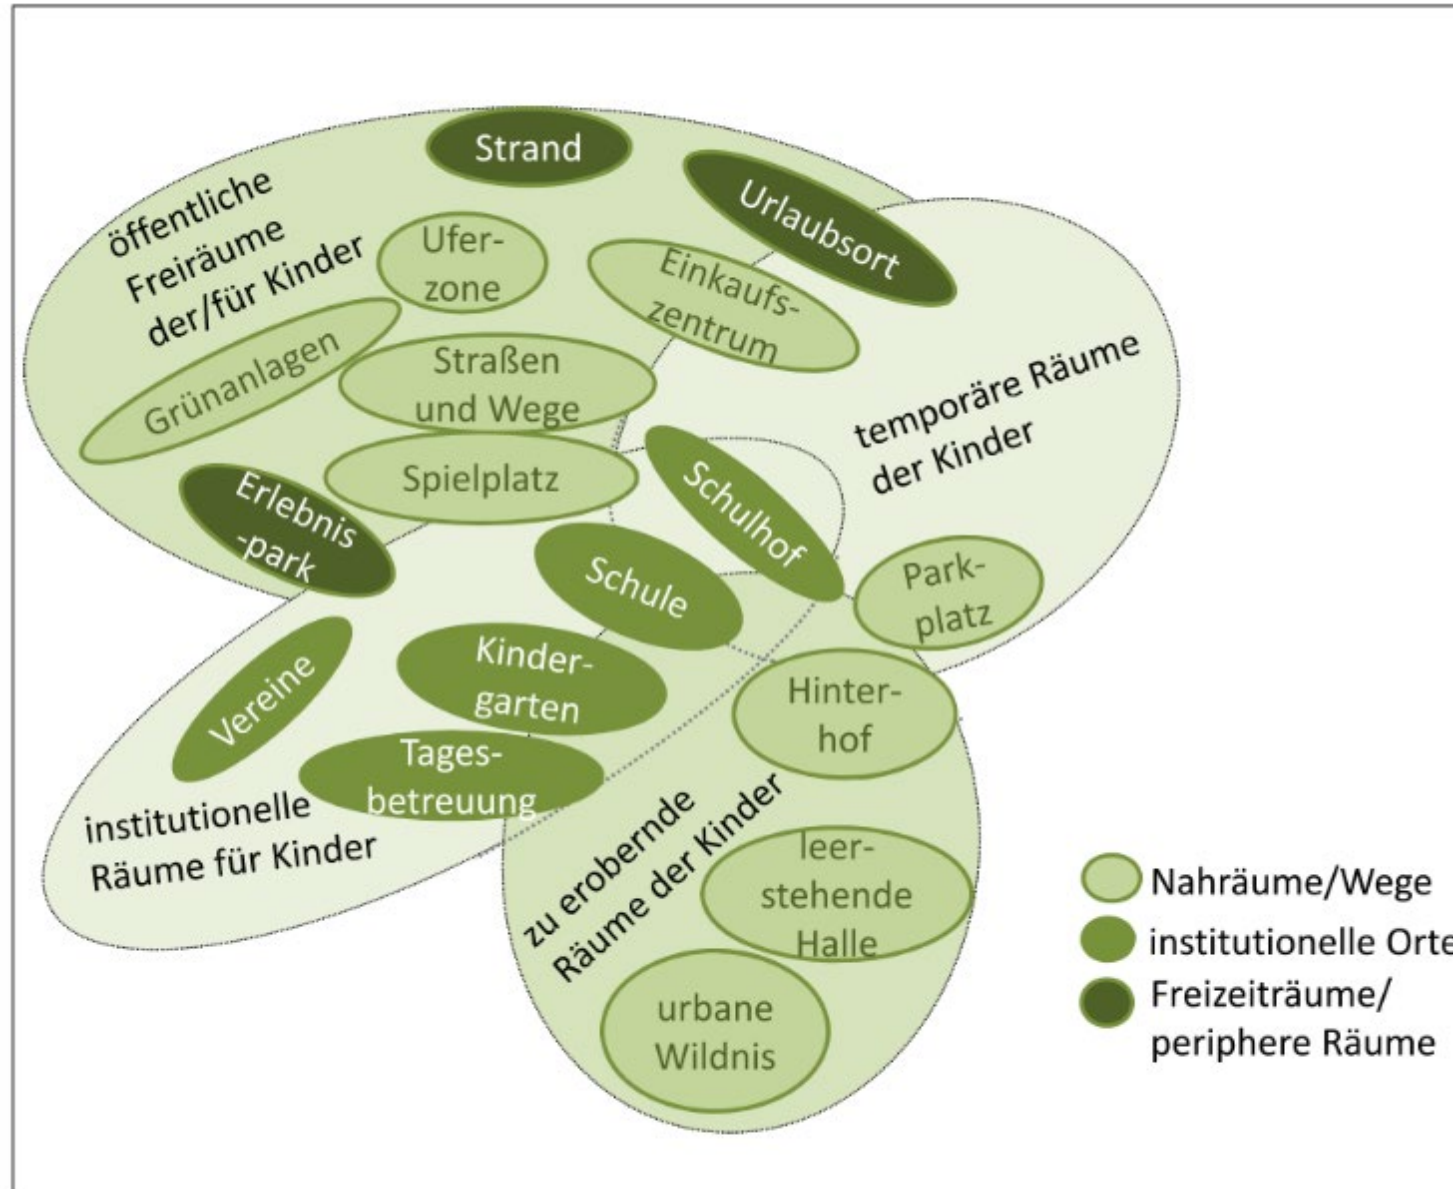 Strand
öffentliche
Freiräume
der/für Kinder
Urlaubsort
Ufer-
zone
Einkaufs-
zentrum
Grünanlagen
Straßen
und Wege
temporäre Räume
der Kinder
Spielplatz
Schulhof
Erlebnis
-park
Schule
Park-
platz
Vereine
Kinder-
garten
Hinter-
hof
Tages-
betreuung
institutionelle
Räume für Kinder
zu erobernde
Räume der Kinder
leer-
stehende
Halle
urbane
Wildnis
Nahräume/Wege
institutionelle Orte
Freizeiträume/
periphere Räume